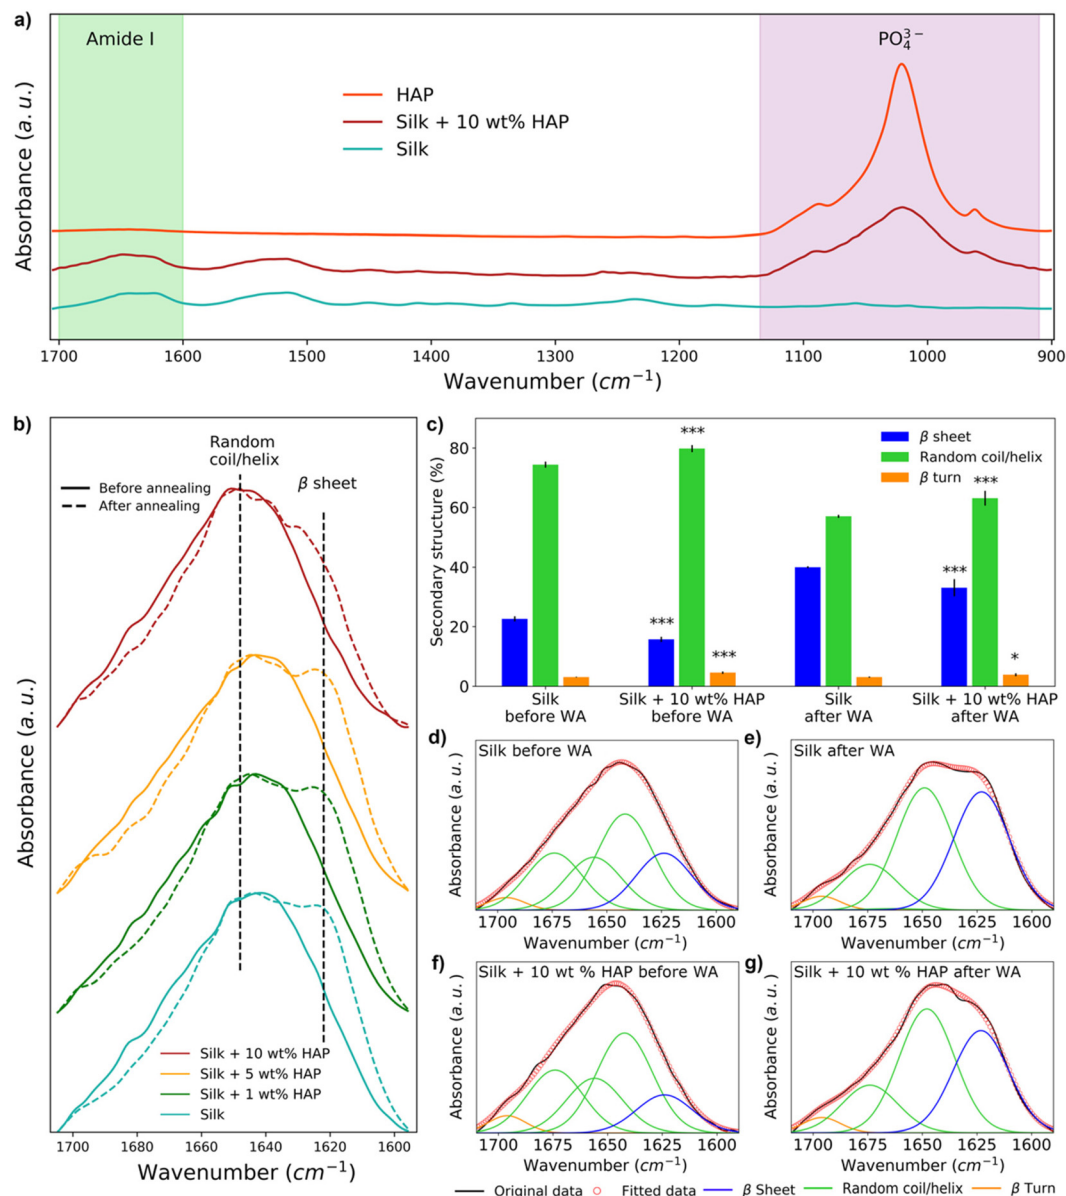 a)
Amide I
PO₄³⁻
HAP
Silk + 10 wt% HAP
Silk
Absorbance (a. u.)
1700 1600 1500 1400 1300 1200 1100 1000 900
Wavenumber (cm⁻¹)
b)
Random
coil/helix
β sheet
Before annealing
After annealing
Absorbance (a. u.)
Silk + 10 wt% HAP
Silk + 5 wt% HAP
Silk + 1 wt% HAP
Silk
1680 1660 1640 1620 1600
Wavenumber (cm⁻¹)
c)
Secondary structure (%)
80
60
40
20
0
β sheet
Random coil/helix
β turn
***
***
***
***
***
*
Silk
before WA
Silk + 10 wt% HAP
before WA
Silk
after WA
Silk + 10 wt% HAP
after WA
d)
Silk before WA
Absorbance (a. u.)
1700 1675 1650 1625 1600
Wavenumber (cm⁻¹)
e)
Silk after WA
Absorbance (a. u.)
1700 1675 1650 1625 1600
Wavenumber (cm⁻¹)
f)
Silk + 10 wt % HAP before WA
Absorbance (a. u.)
1700 1675 1650 1625 1600
Wavenumber (cm⁻¹)
g)
Silk + 10 wt % HAP after WA
Absorbance (a. u.)
1700 1675 1650 1625 1600
Wavenumber (cm⁻¹)
Original data Fitted data β Sheet Random coil/helix β Turn